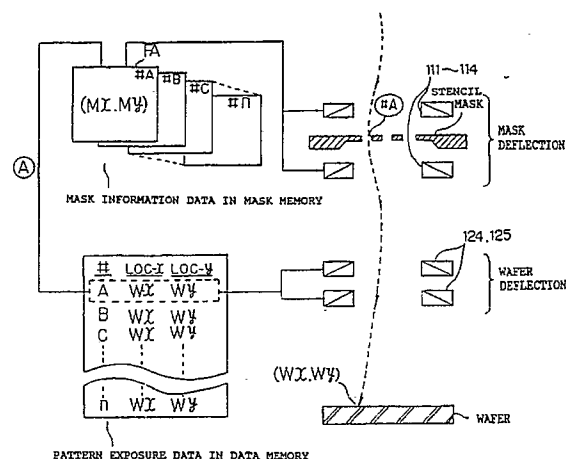 A
#A
#B
#C
#n
(MX.MY)
111~114
STENCIL
MASK
#A
MASK
DEFLECTION
A
MASK INFORMATION DATA IN MASK MEMORY
# LOC-x LOC-y
A WX WY
B WX WY
C WX WY
n WX WY
124,125
WAFER
DEFLECTION
(WX.WY)
WAFER
PATTERN EXPOSURE DATA IN DATA MEMORY